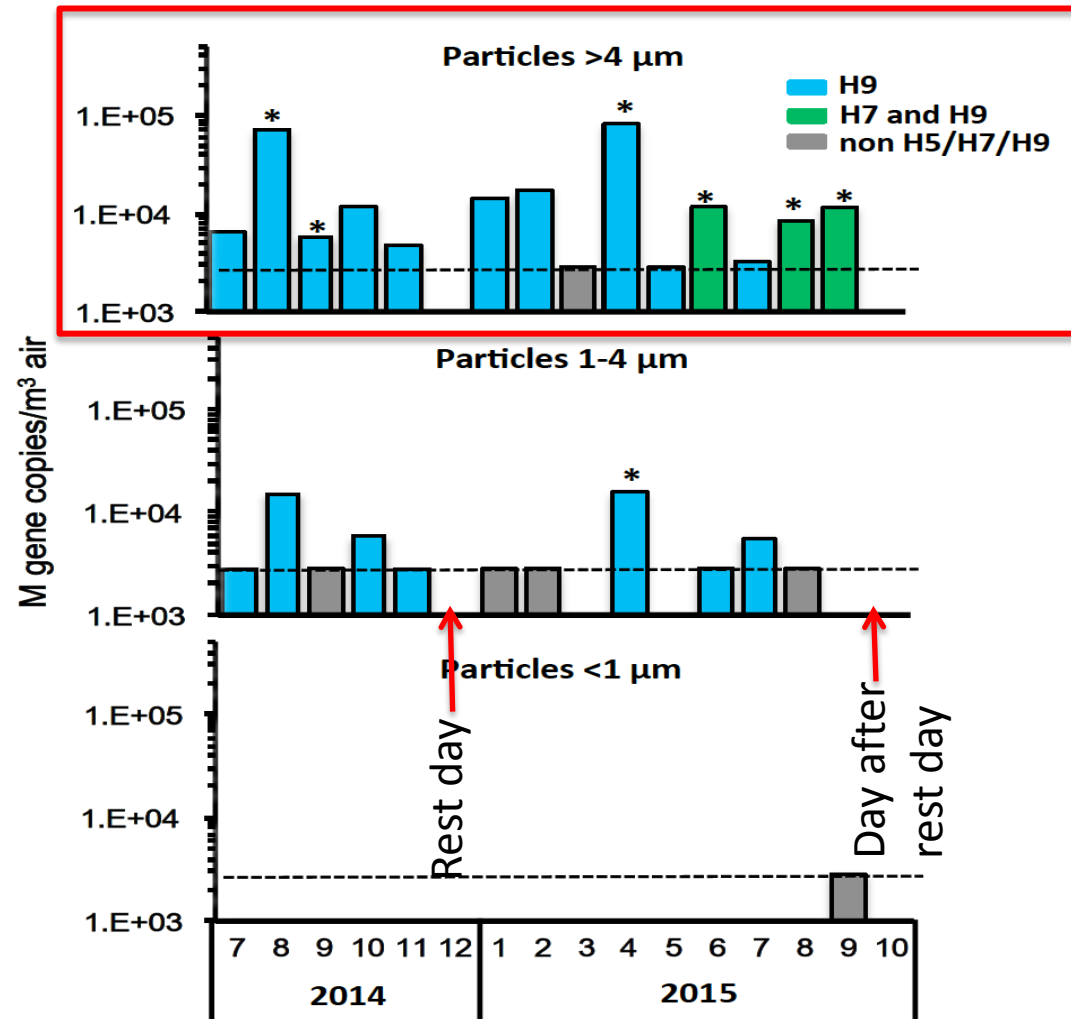 Particles >4 µm
H9
H7 and H9
non H5/H7/H9
1.E+05
1.E+04
1.E+03
* * * * * *
Particles 1-4 µm
1.E+05
1.E+04
1.E+03
*
M gene copies/m³ air
Particles <1 µm
1.E+05
1.E+04
1.E+03
Rest day
Day after
rest day
7 8 9 10 11 12 1 2 3 4 5 6 7 8 9 10
2014 2015